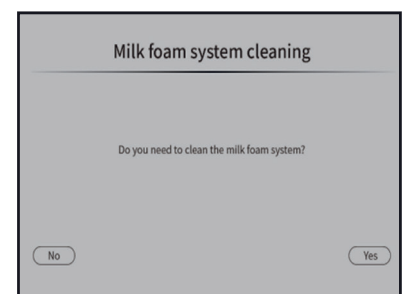 Milk foam system cleaning
Do you need to clean the milk foam system?
No
Yes